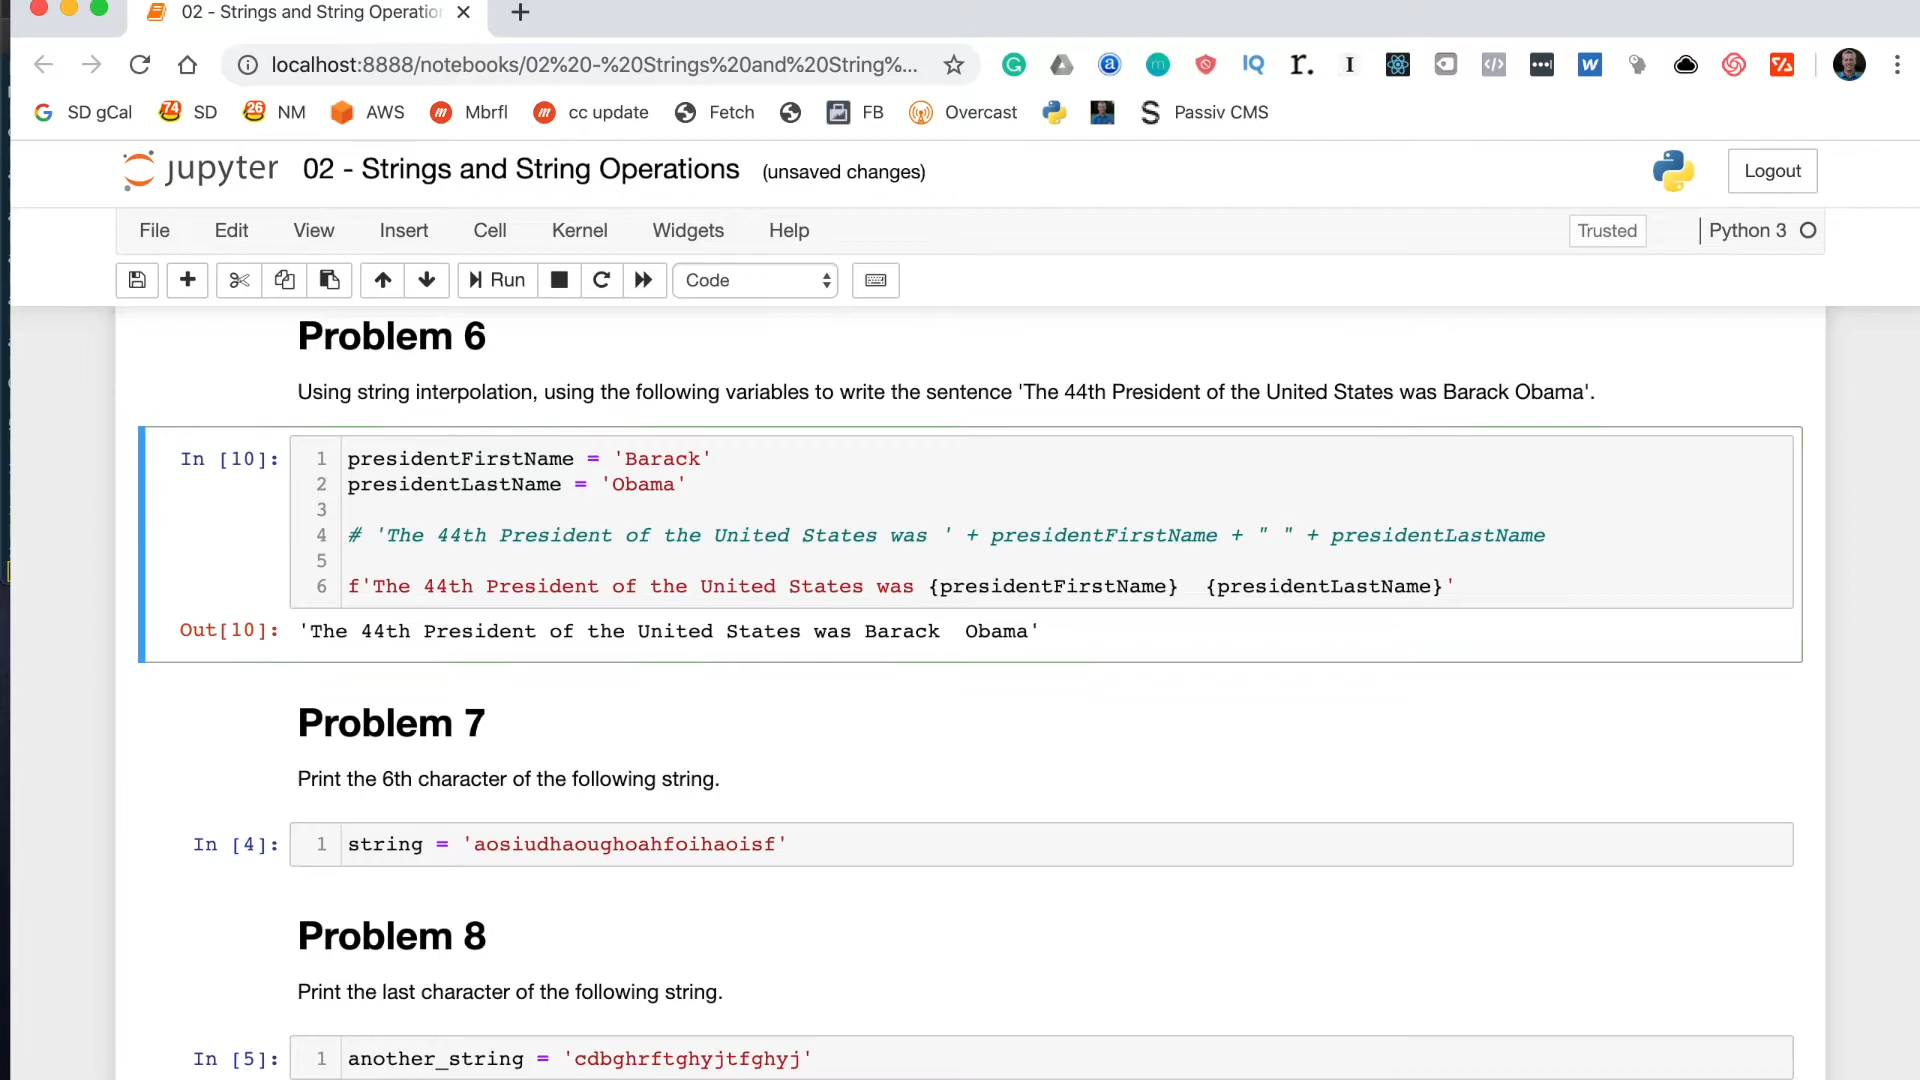 02 - Strings and String Operatio
localhost:8888/notebooks/02%20-%20Strings%20and%20String%...
IQ r. I W
G SD gCal 74 SD 26 NM AWS m Mbrfl m cc update Fetch FB Overcast S Passiv CMS
jupyter 02 - Strings and String Operations (unsaved changes) Logout
File Edit View Insert Cell Kernel Widgets Help Trusted Python 3
Run Code
Problem 6
Using string interpolation, using the following variables to write the sentence 'The 44th President of the United States was Barack Obama'.
In [10]: 1 presidentFirstName = 'Barack'
2 presidentLastName = 'Obama'
3
4 # 'The 44th President of the United States was ' + presidentFirstName + " " + presidentLastName
5
6 f'The 44th President of the United States was {presidentFirstName}  {presidentLastName}'
Out[10]: 'The 44th President of the United States was Barack  Obama'
Problem 7
Print the 6th character of the following string.
In [4]: 1 string = 'aosiudhaoughoahfoihaoisf'
Problem 8
Print the last character of the following string.
In [5]: 1 another_string = 'cdbghrftghyjtfghyj'